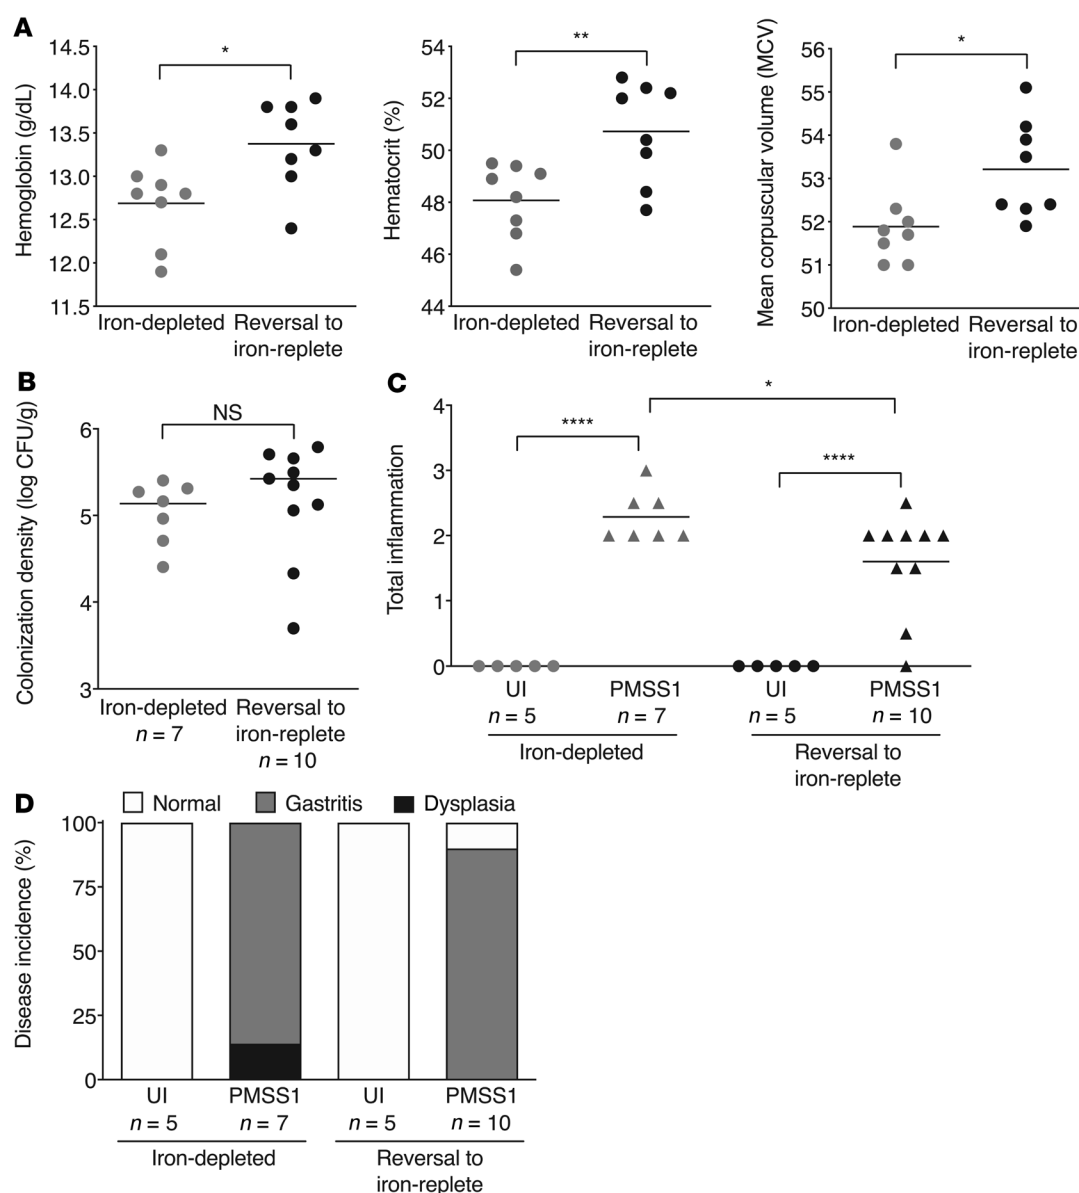 A
Hemoglobin (g/dL)
14.5
14.0
13.5
13.0
12.5
12.0
11.5
*
Iron-depleted
Reversal to
iron-replete
Hematocrit (%)
54
52
50
48
46
44
**
Iron-depleted
Reversal to
iron-replete
Mean corpuscular volume (MCV)
56
55
54
53
52
51
50
*
Iron-depleted
Reversal to
iron-replete
B
Colonization density (log CFU/g)
6
5
4
3
NS
Iron-depleted
n = 7
Reversal to
iron-replete
n = 10
C
Total inflammation
4
3
2
1
0
****
*
****
UI
n = 5
PMSS1
n = 7
UI
n = 5
PMSS1
n = 10
Iron-depleted
Reversal to
iron-replete
D
Normal
Gastritis
Dysplasia
Disease incidence (%)
100
75
50
25
0
UI
n = 5
PMSS1
n = 7
UI
n = 5
PMSS1
n = 10
Iron-depleted
Reversal to
iron-replete